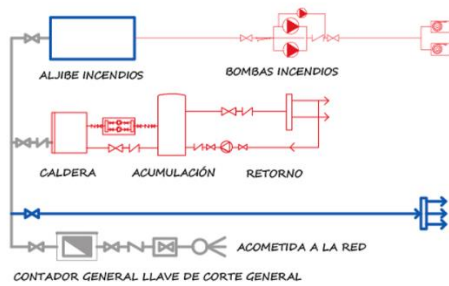 ALJIBE INCENDIOS
BOMBAS INCENDIOS
CALDERA
ACUMULACIÓN
RETORNO
ACOMETIDA A LA RED
CONTADOR GENERAL LLAVE DE CORTE GENERAL